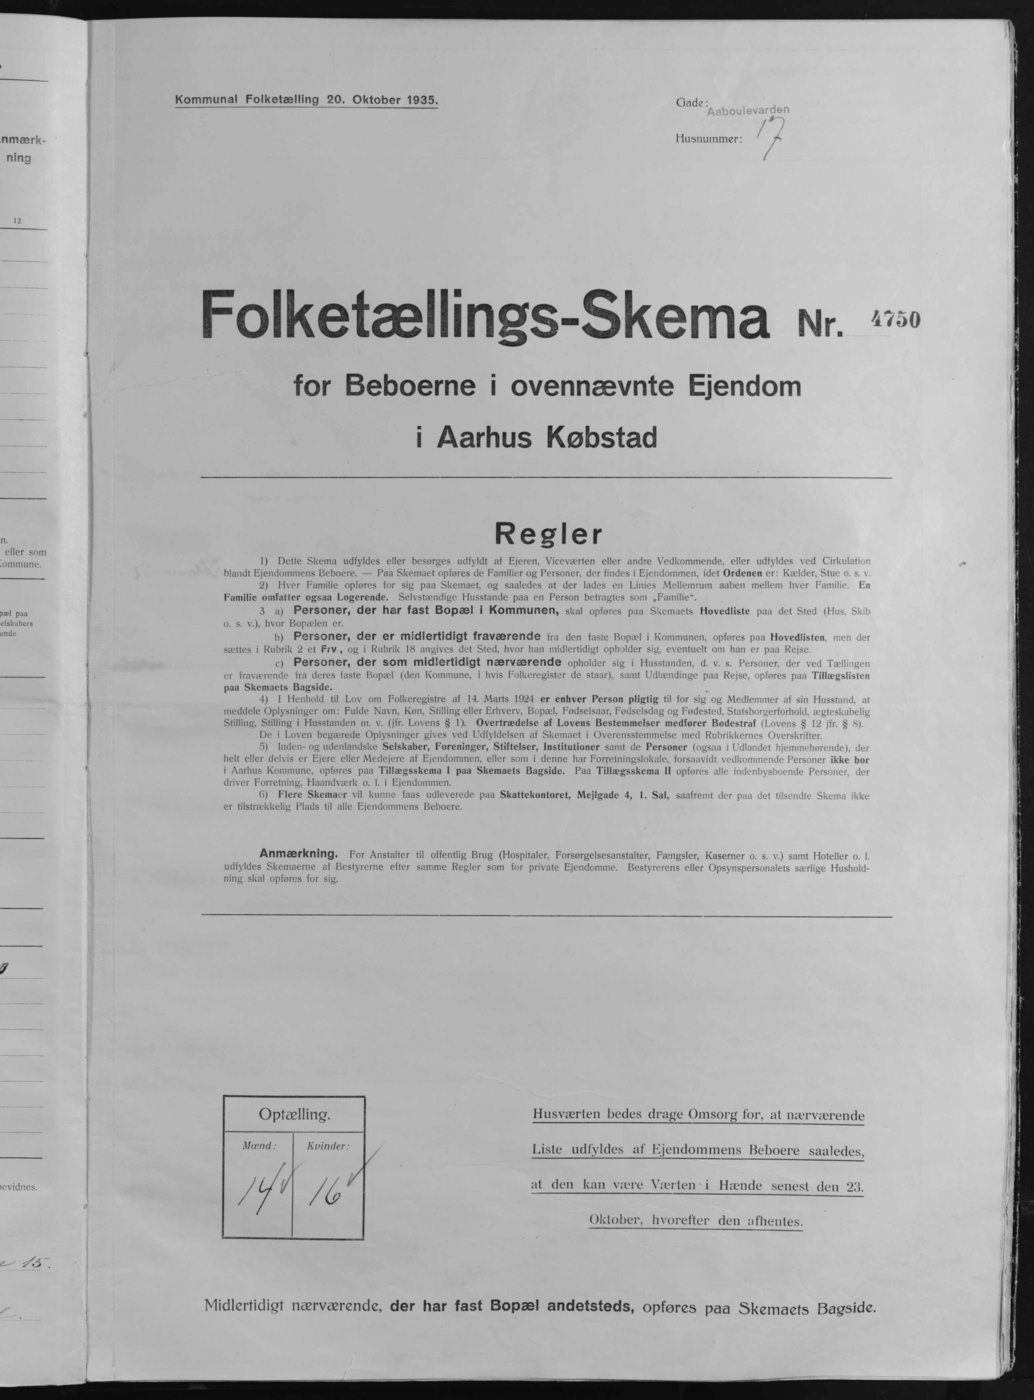 nmærk-
ning
12
n.
eller som
Kommune.
pæl paa
elskabers
ende
evidnes.
15.
Kommunal Folketælling 20. Oktober 1935.
Gade: Aaboulevarden
Husnummer: 17
Folketællings-Skema Nr. 4750
for Beboerne i ovennævnte Ejendom
i Aarhus Købstad
Regler
1) Dette Skema udfyldes eller besørges udfyldt af Ejeren, Viceværten eller andre Vedkommende, eller udfyldes ved Cirkulation
blandt Ejendommens Beboere. — Paa Skemaet opføres de Familier og Personer, der findes i Ejendommen, idet Ordenen er: Kælder, Stue o. s. v.
2) Hver Familie opføres for sig paa Skemaet, og saaledes at der lades en Linies Mellemrum aaben mellem hver Familie. En
Familie omfatter ogsaa Logerende. Selvstændige Husstande paa en Person betragtes som „Familie“.
3 a) Personer, der har fast Bopæl i Kommunen, skal opføres paa Skemaets Hovedliste paa det Sted (Hus, Skib
o. s. v.), hvor Bopælen er.
b) Personer, der er midlertidigt fraværende fra den faste Bopæl i Kommunen, opføres paa Hovedlisten, men der
sættes i Rubrik 2 et Frv, og i Rubrik 18 angives det Sted, hvor han midlertidigt opholder sig, eventuelt om han er paa Rejse.
c) Personer, der som midlertidigt nærværende opholder sig i Husstanden, d. v. s. Personer, der ved Tællingen
er fraværende fra deres faste Bopæl (den Kommune, i hvis Folkeregister de staar), samt Udlændinge paa Rejse, opføres paa Tillægslisten
paa Skemaets Bagside.
4) I Henhold til Lov om Folkeregistre af 14. Marts 1924 er enhver Person pligtig til for sig og Medlemmer af sin Husstand, at
meddele Oplysninger om: Fulde Navn, Køn, Stilling eller Erhverv, Bopæl, Fødselsaar, Fødselsdag og Fødested, Statsborgerforhold, ægteskabelig
Stilling, Stilling i Husstanden m. v. (jfr. Lovens § 1). Overtrædelse af Lovens Bestemmelser medfører Bødestraf (Lovens § 12 jfr. § 8).
De i Loven begærede Oplysninger gives ved Udfyldelsen af Skemaet i Overensstemmelse med Rubrikkernes Overskrifter.
5) Inden- og udenlandske Selskaber, Foreninger, Stiftelser, Institutioner samt de Personer (ogsaa i Udlandet hjemmehørende), der
helt eller delvis er Ejere eller Medejere af Ejendommen, eller som i denne har Forretningslokale, forsaavidt vedkommende Personer ikke bor
i Aarhus Kommune, opføres paa Tillægsskema I paa Skemaets Bagside. Paa Tillægsskema II opføres alle indenbysboende Personer, der
driver Forretning, Haandværk o. l. i Ejendommen.
6) Flere Skemaer vil kunne faas udleverede paa Skattekontoret, Mejlgade 4, 1. Sal, saafremt der paa det tilsendte Skema ikke
er tilstrækkelig Plads til alle Ejendommens Beboere.
Anmærkning. For Anstalter til offentlig Brug (Hospitaler, Forsørgelsesanstalter, Fængsler, Kaserner o. s. v.) samt Hoteller o. l.
udfyldes Skemaerne af Bestyrerne efter samme Regler som for private Ejendomme. Bestyrerens eller Opsynspersonalets særlige Hushold-
ning skal opføres for sig.
Optælling.
Mænd: Kvinder:
14 16
Husværten bedes drage Omsorg for, at nærværende
Liste udfyldes af Ejendommens Beboere saaledes,
at den kan være Værten i Hænde senest den 23.
Oktober, hvorefter den afhentes.
Midlertidigt nærværende, der har fast Bopæl andetsteds, opføres paa Skemaets Bagside.